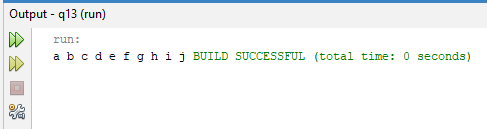 Output - q13 (run)
run:
a b c d e f g h i j BUILD SUCCESSFUL (total time: 0 seconds)